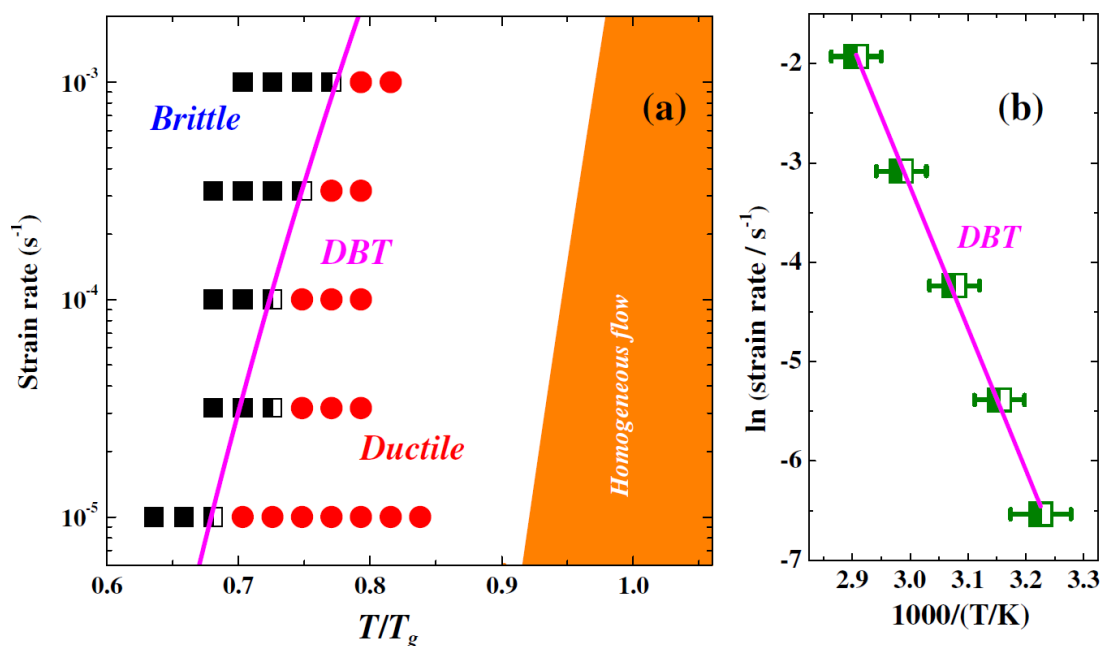 (a)
Brittle
DBT
Ductile
Homogeneous flow
Strain rate (s⁻¹)
10⁻³
10⁻⁴
10⁻⁵
0.6 0.7 0.8 0.9 1.0
T/T_g
(b)
DBT
ln (strain rate / s⁻¹)
-2
-3
-4
-5
-6
-7
2.9 3.0 3.1 3.2 3.3
1000/(T/K)